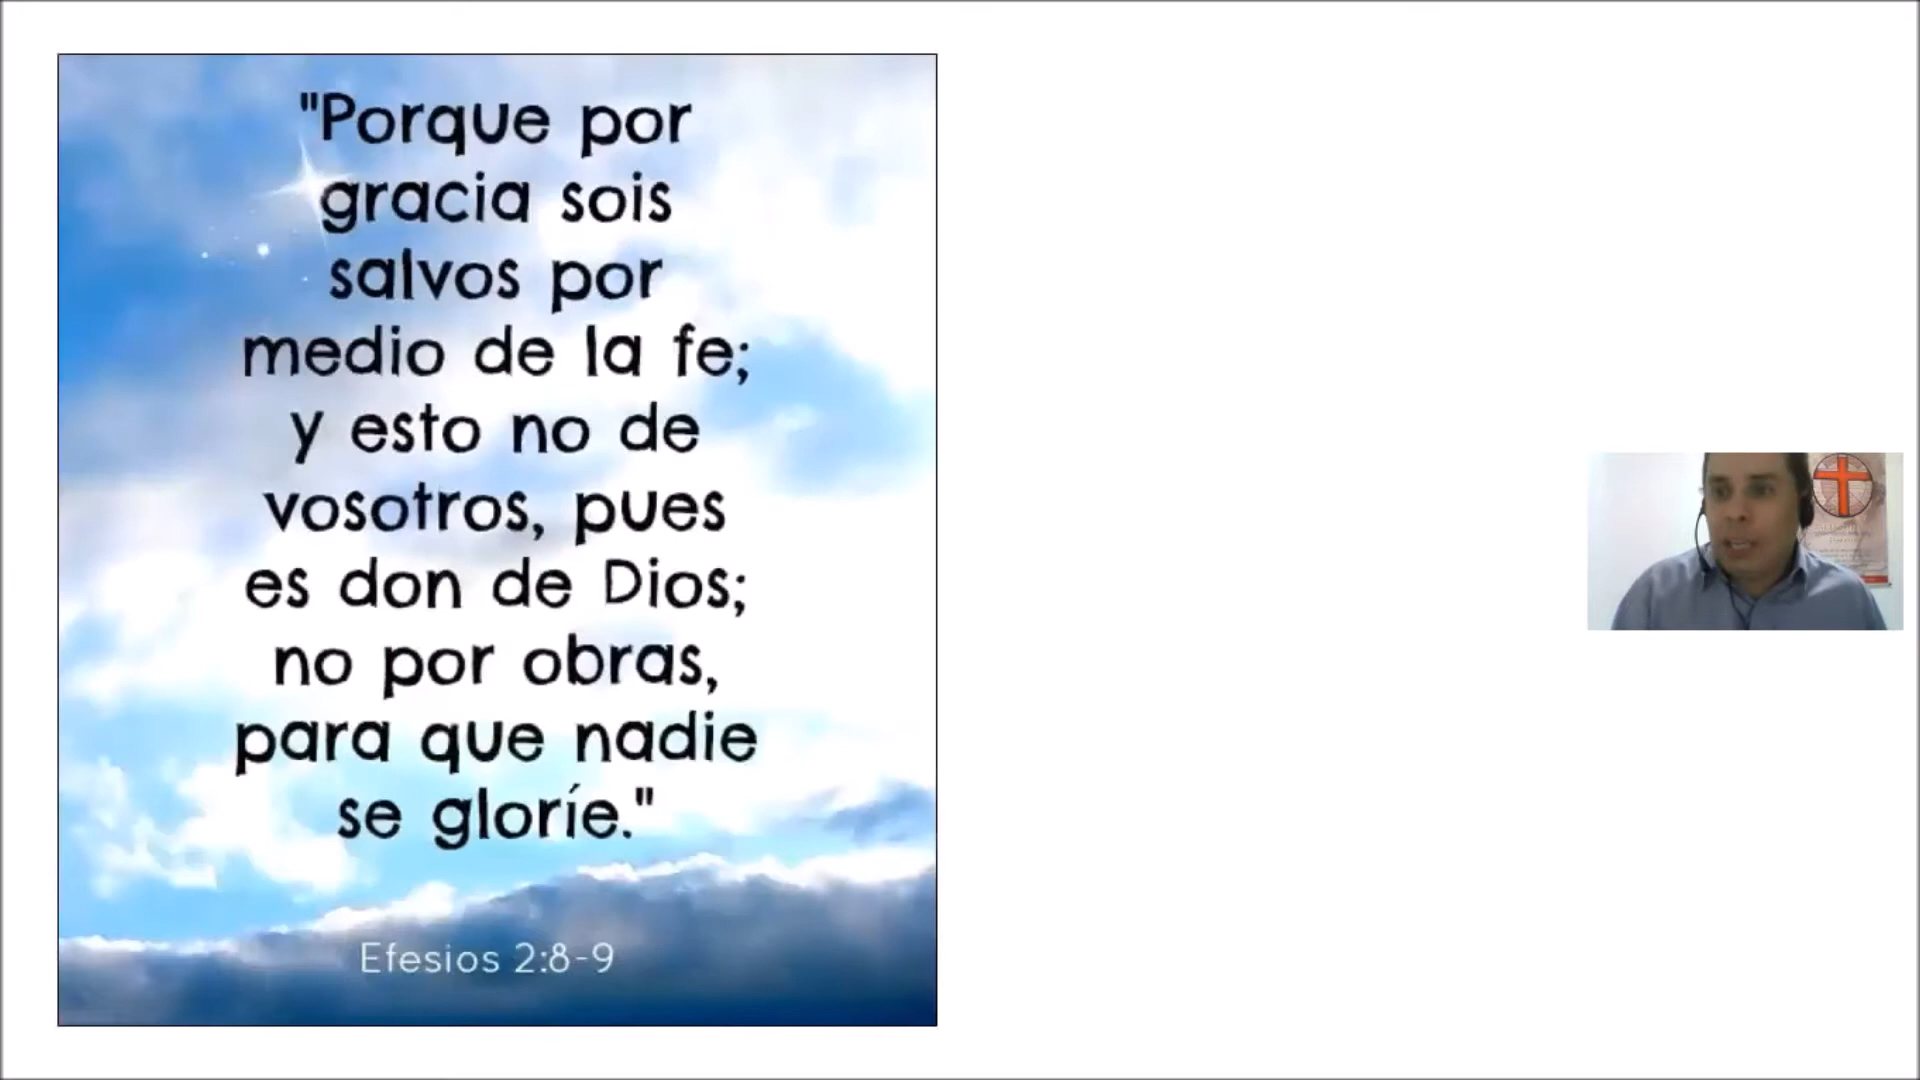 "Porque por
gracia sois
salvos por
medio de la fe;
y esto no de
vosotros, pues
es don de Dios;
no por obras,
para que nadie
se gloríe."
Efesios 2:8-9